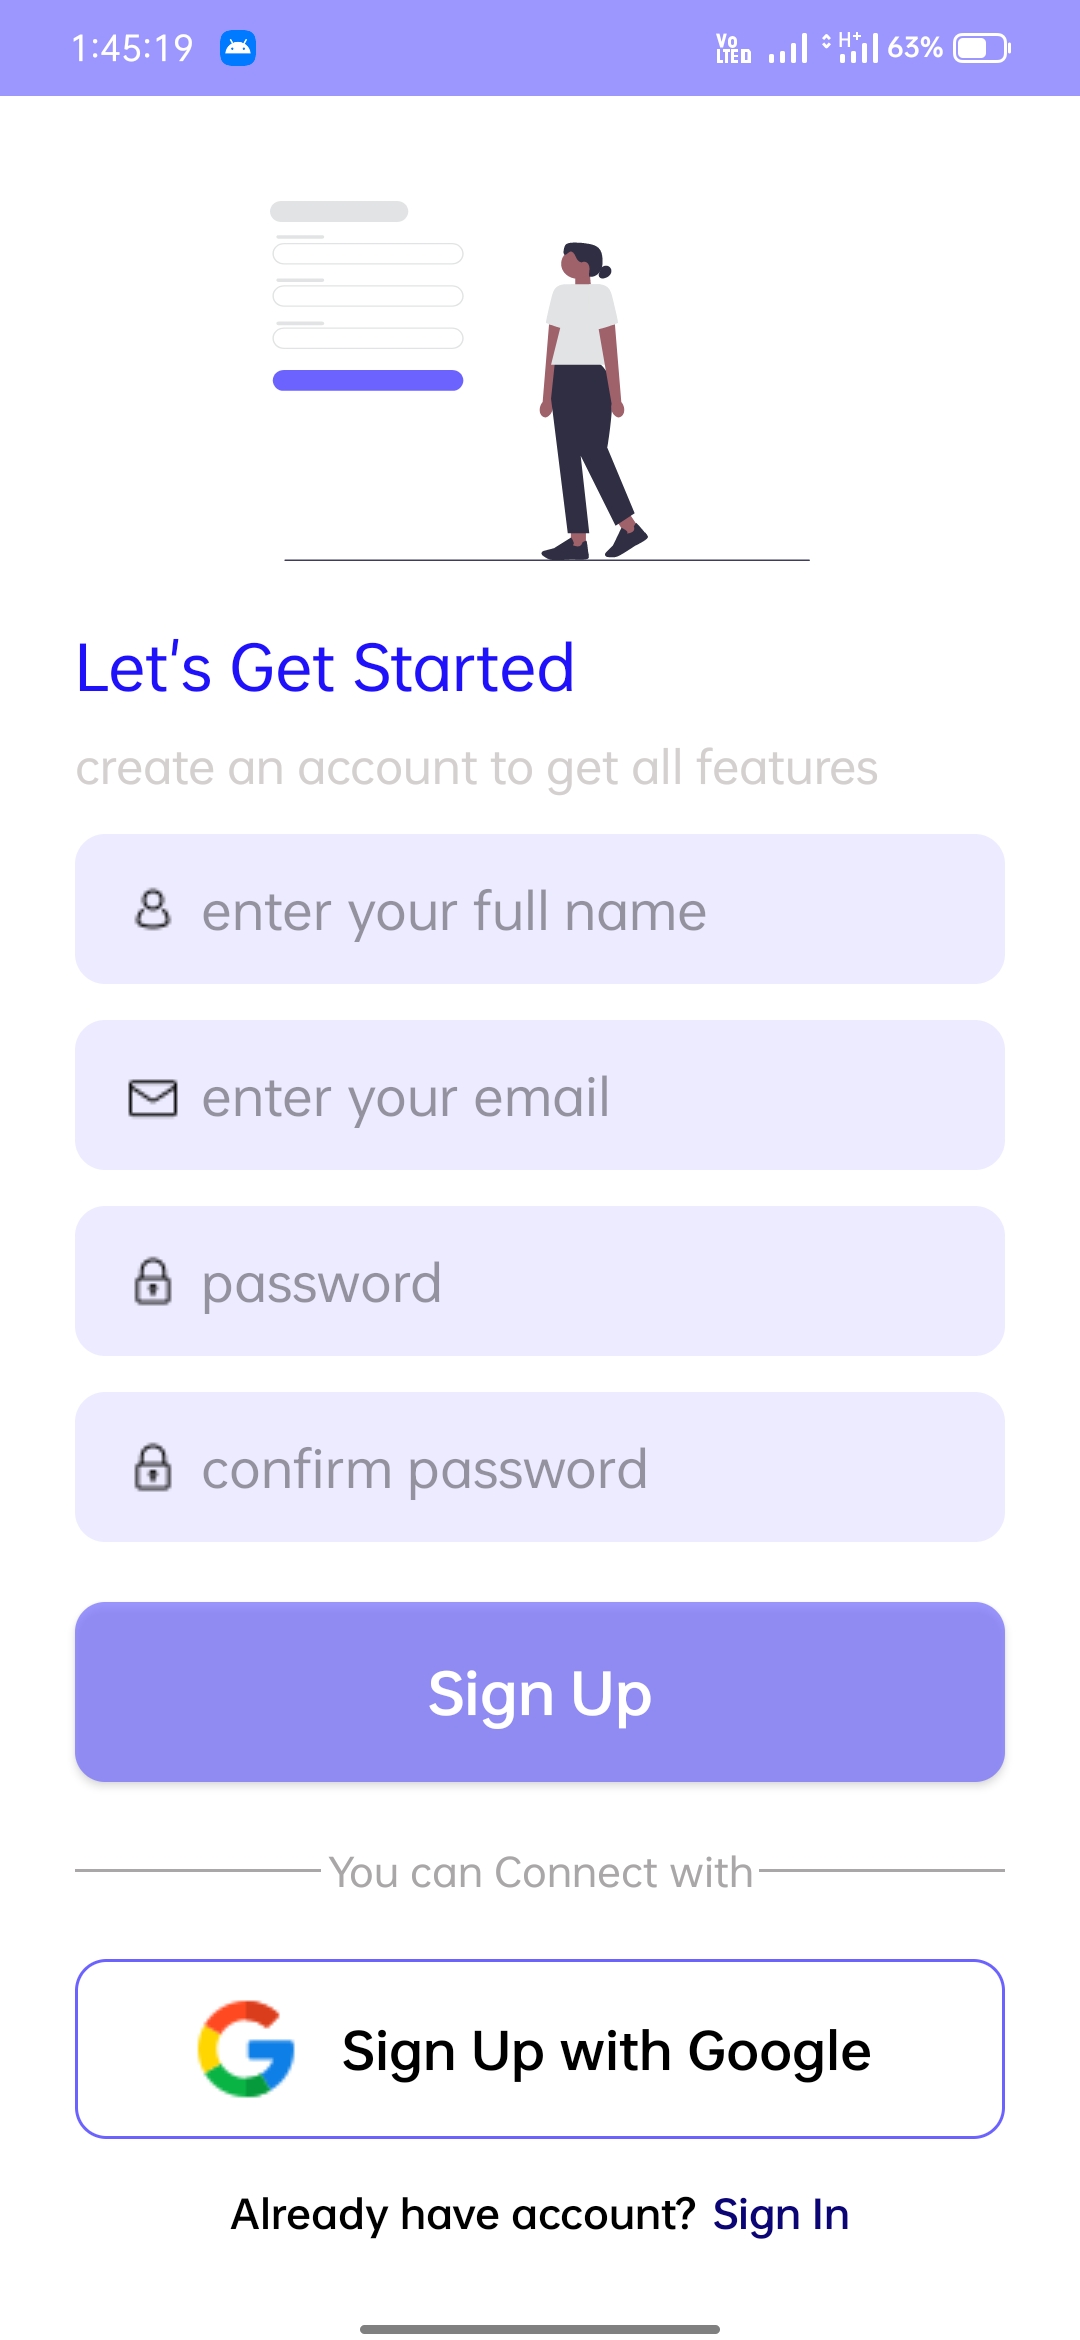 1:45:19 Vo LTE D H+ 63%
Let's Get Started
create an account to get all features
enter your full name
enter your email
password
confirm password
Sign Up
You can Connect with
Sign Up with Google
Already have account? Sign In